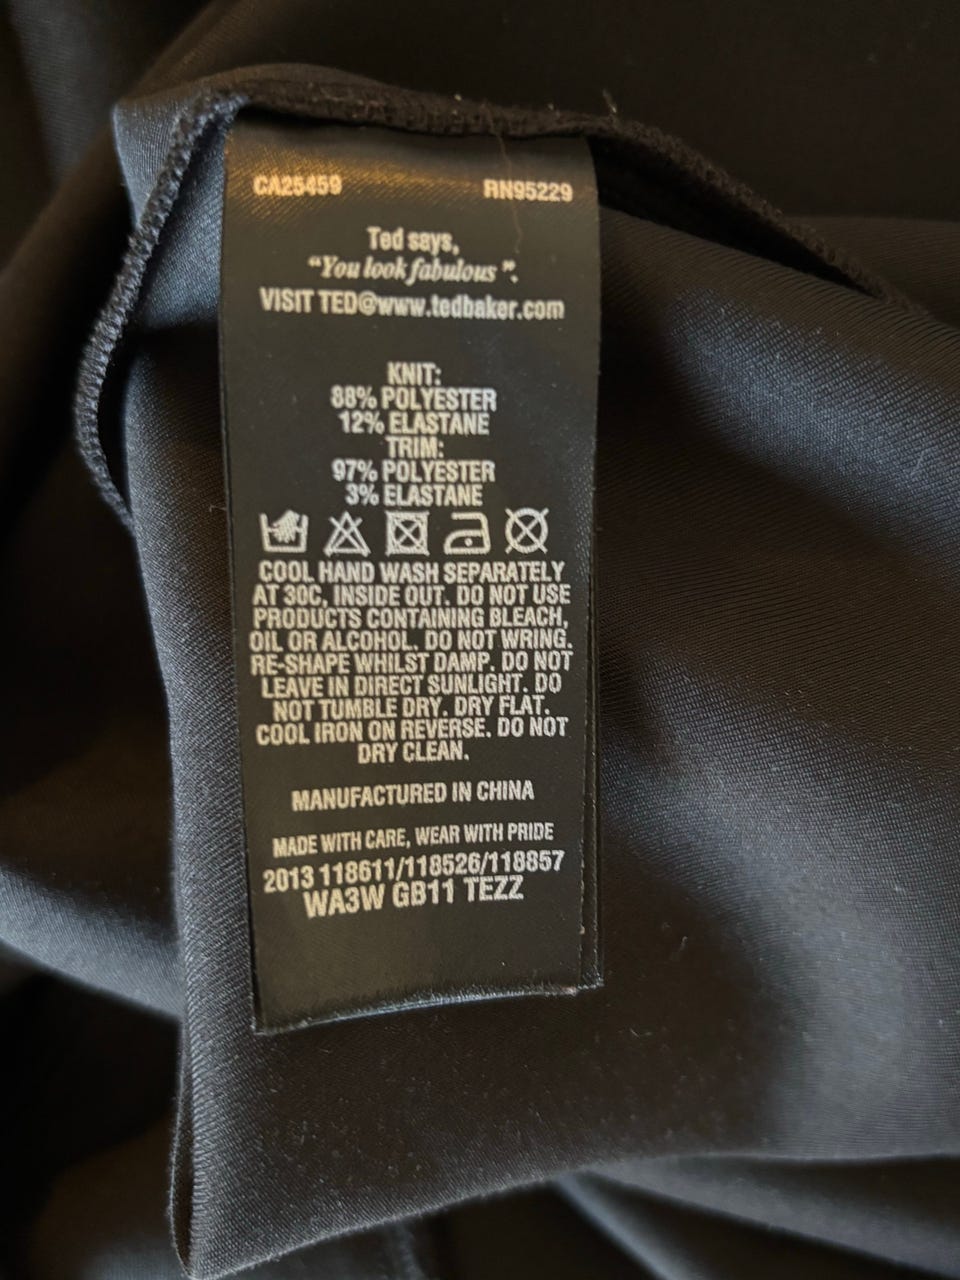 CA25459 RN95229
Ted says,
“You look fabulous”.
VISIT TED@www.tedbaker.com
KNIT:
88% POLYESTER
12% ELASTANE
TRIM:
97% POLYESTER
3% ELASTANE
COOL HAND WASH SEPARATELY
AT 30C, INSIDE OUT. DO NOT USE
PRODUCTS CONTAINING BLEACH,
OIL OR ALCOHOL. DO NOT WRING.
RE-SHAPE WHILST DAMP. DO NOT
LEAVE IN DIRECT SUNLIGHT. DO
NOT TUMBLE DRY. DRY FLAT.
COOL IRON ON REVERSE. DO NOT
DRY CLEAN.
MANUFACTURED IN CHINA
MADE WITH CARE, WEAR WITH PRIDE
2013 118611/118526/118857
WA3W GB11 TEZZ